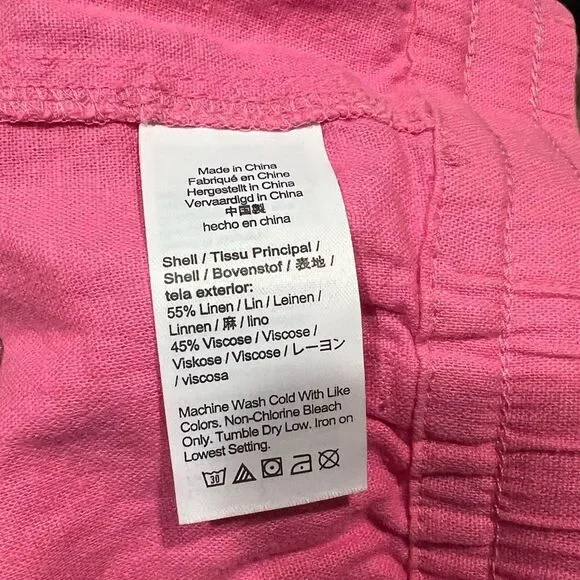 Made in China
Fabriqué en Chine
Hergestellt in China
Vervaardigd in China
中国製
hecho en china
Shell / Tissu Principal /
Shell / Bovenstof / 表地 /
tela exterior:
55% Linen / Lin / Leinen /
Linnen / 麻 / lino
45% Viscose / Viscose /
Viskose / Viscose / レーヨン
/ viscosa
Machine Wash Cold With Like
Colors. Non-Chlorine Bleach
Only. Tumble Dry Low. Iron on
Lowest Setting.
30